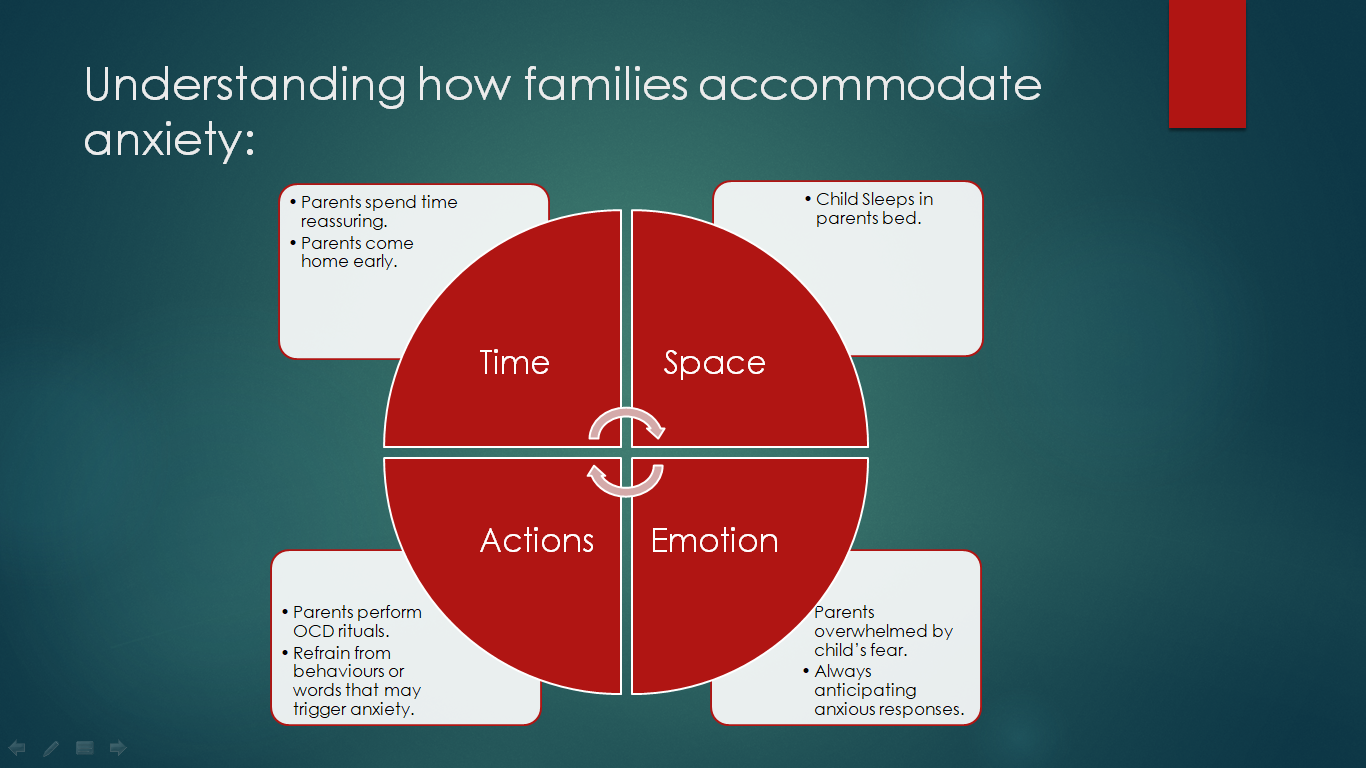 Understanding how families accommodate
anxiety:
• Parents spend time
reassuring.
• Parents come
home early.
• Child Sleeps in
parents bed.
Time
Space
Actions
Emotion
• Parents perform
OCD rituals.
• Refrain from
behaviours or
words that may
trigger anxiety.
Parents
overwhelmed by
child’s fear.
• Always
anticipating
anxious responses.